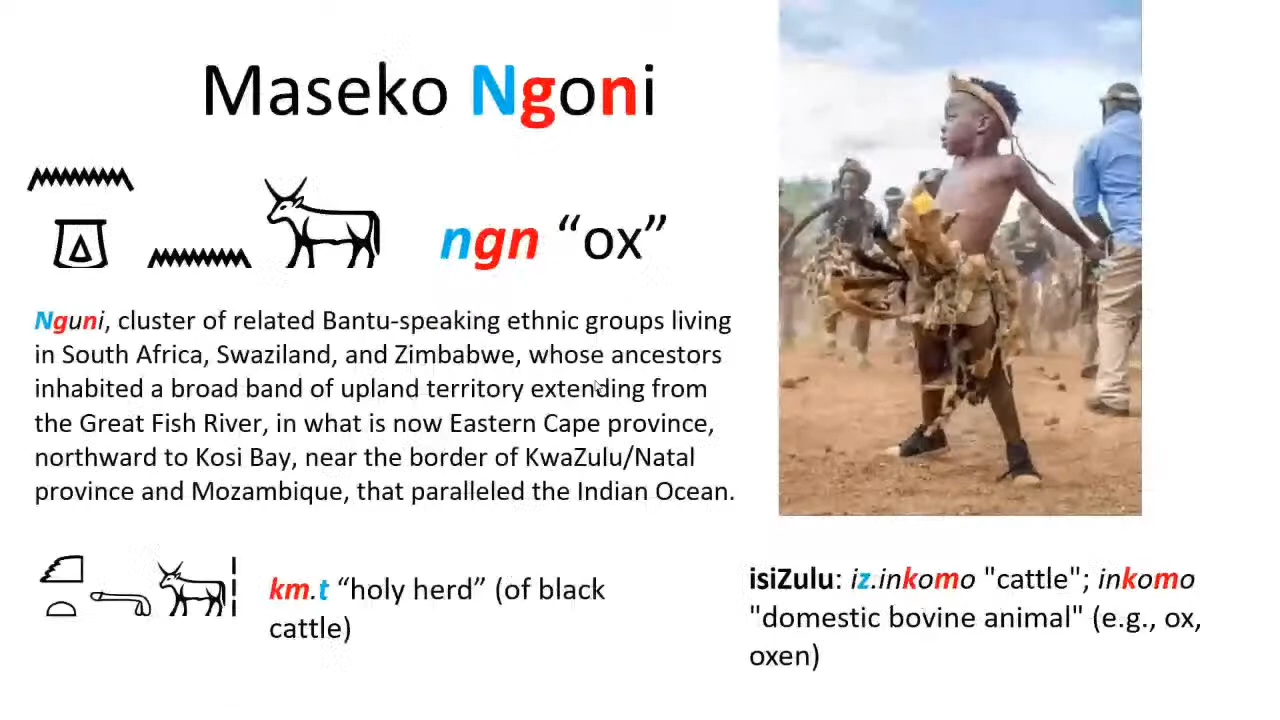 Maseko Ngoni
𓈖𓎼𓈖𓃒 ngn “ox”
Nguni, cluster of related Bantu-speaking ethnic groups living
in South Africa, Swaziland, and Zimbabwe, whose ancestors
inhabited a broad band of upland territory extending from
the Great Fish River, in what is now Eastern Cape province,
northward to Kosi Bay, near the border of KwaZulu/Natal
province and Mozambique, that paralleled the Indian Ocean.
km.t “holy herd” (of black
cattle)
isiZulu: iz.inkomo "cattle"; inkomo
"domestic bovine animal" (e.g., ox,
oxen)